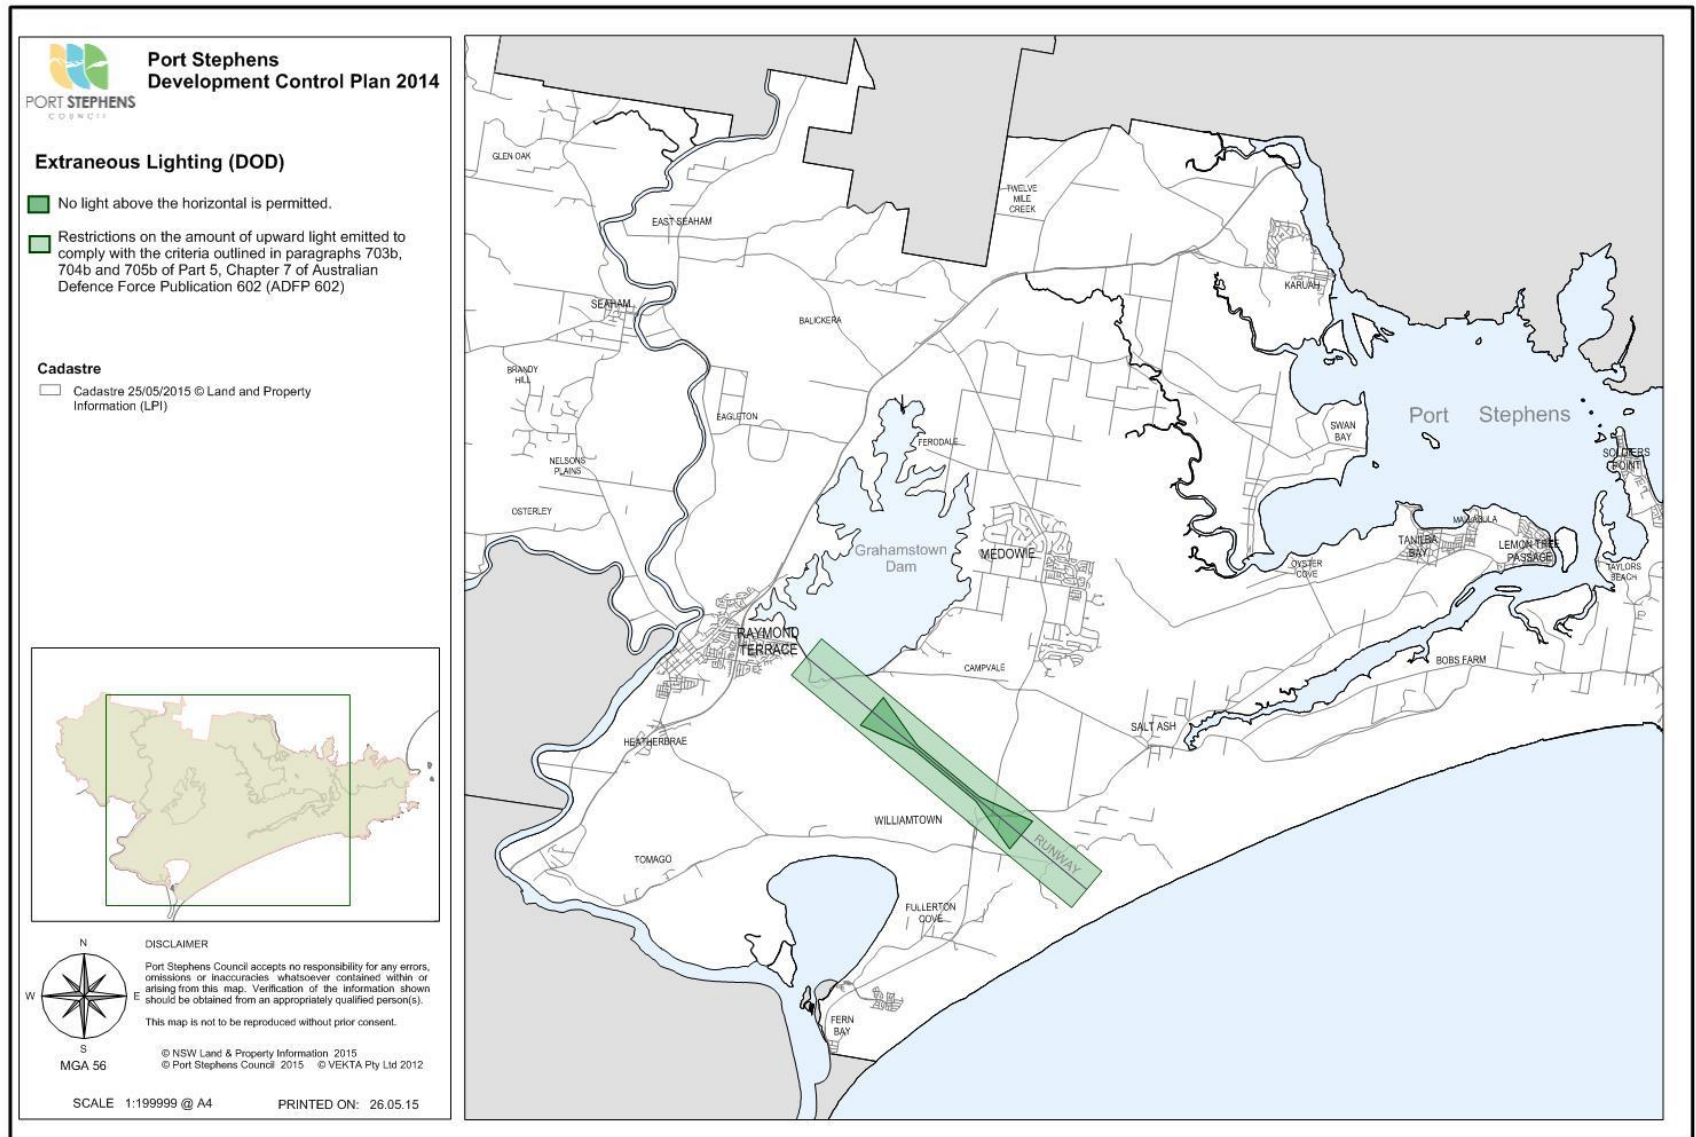 PORT STEPHENS
COUNCIL
Port Stephens
Development Control Plan 2014
Extraneous Lighting (DOD)
No light above the horizontal is permitted.
Restrictions on the amount of upward light emitted to
comply with the criteria outlined in paragraphs 703b,
704b and 705b of Part 5, Chapter 7 of Australian
Defence Force Publication 602 (ADFP 602)
Cadastre
Cadastre 25/05/2015 © Land and Property
Information (LPI)
N
W
E
S
MGA 56
DISCLAIMER
Port Stephens Council accepts no responsibility for any errors,
omissions or inaccuracies whatsoever contained within or
arising from this map. Verification of the information shown
should be obtained from an appropriately qualified person(s).
This map is not to be reproduced without prior consent.
© NSW Land & Property Information 2015
© Port Stephens Council 2015 © VEKTA Pty Ltd 2012
SCALE 1:199999 @ A4
PRINTED ON: 26.05.15
GLEN OAK
EAST SEAHAM
TWELVE
MILE
CREEK
KARUAH
SEAHAM
BALICKERA
BRANDY
HILL
EAGLETON
FERODALE
SWAN
BAY
Port Stephens
SOLDIERS
POINT
NELSONS
PLAINS
OSTERLEY
Grahamstown
Dam
MEDOWIE
MALLABULA
TANILBA
BAY
LEMON TREE
PASSAGE
OYSTER
COVE
TAYLORS
BEACH
RAYMOND
TERRACE
CAMPVALE
BOBS FARM
SALT ASH
HEATHERBRAE
WILLIAMTOWN
RUNWAY
TOMAGO
FULLERTON
COVE
FERN
BAY